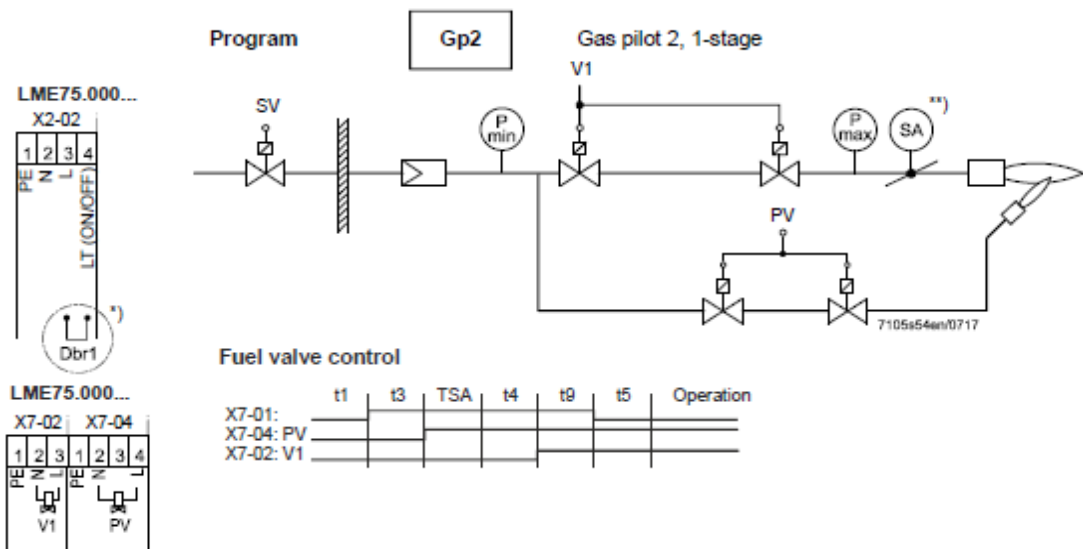 Program Gp2 Gas pilot 2, 1-stage
LME75.000...
X2-02
1 2 3 4
PE
N
L
LT (ON/OFF)
*)
Dbr1
SV
P
min
V1
P
max
SA
**)
PV
7105s54en/0717
Fuel valve control
t1 t3 TSA t4 t9 t5 Operation
X7-01:
X7-04: PV
X7-02: V1
LME75.000...
X7-02 X7-04
1 2 3 1 2 3 4
PE N L PE N L
V1 PV